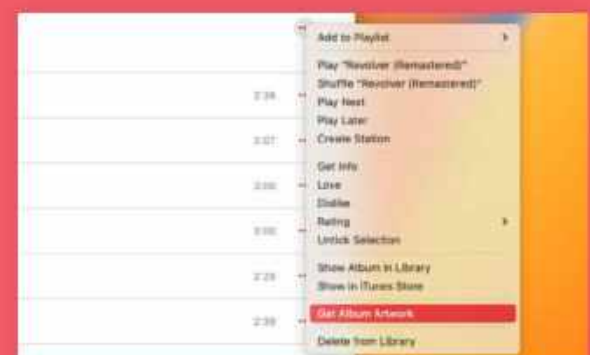 Add to Playlist
Play "Revolver (Remastered)"
Shuffle "Revolver (Remastered)"
Play Next
Play Later
Create Station
Get Info
Love
Dislike
Rating
Untick Selection
Show Album in Library
Show in iTunes Store
Get Album Artwork
Delete from Library